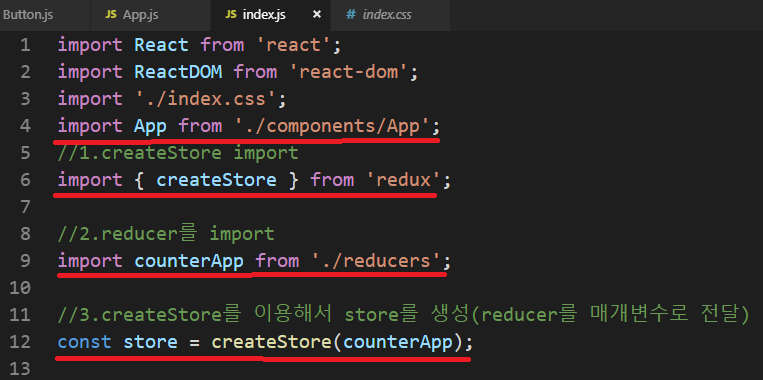 Button.js JS App.js JS index.js × # index.css
1 import React from 'react';
2 import ReactDOM from 'react-dom';
3 import './index.css';
4 import App from './components/App';
5 //1.createStore import
6 import { createStore } from 'redux';
7
8 //2.reducer를 import
9 import counterApp from './reducers';
10
11 //3.createStore를 이용해서 store를 생성(reducer를 매개변수로 전달)
12 const store = createStore(counterApp);
13